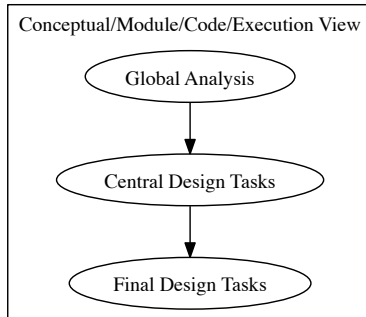 Conceptual/Module/Code/Execution View
Global Analysis
Central Design Tasks
Final Design Tasks